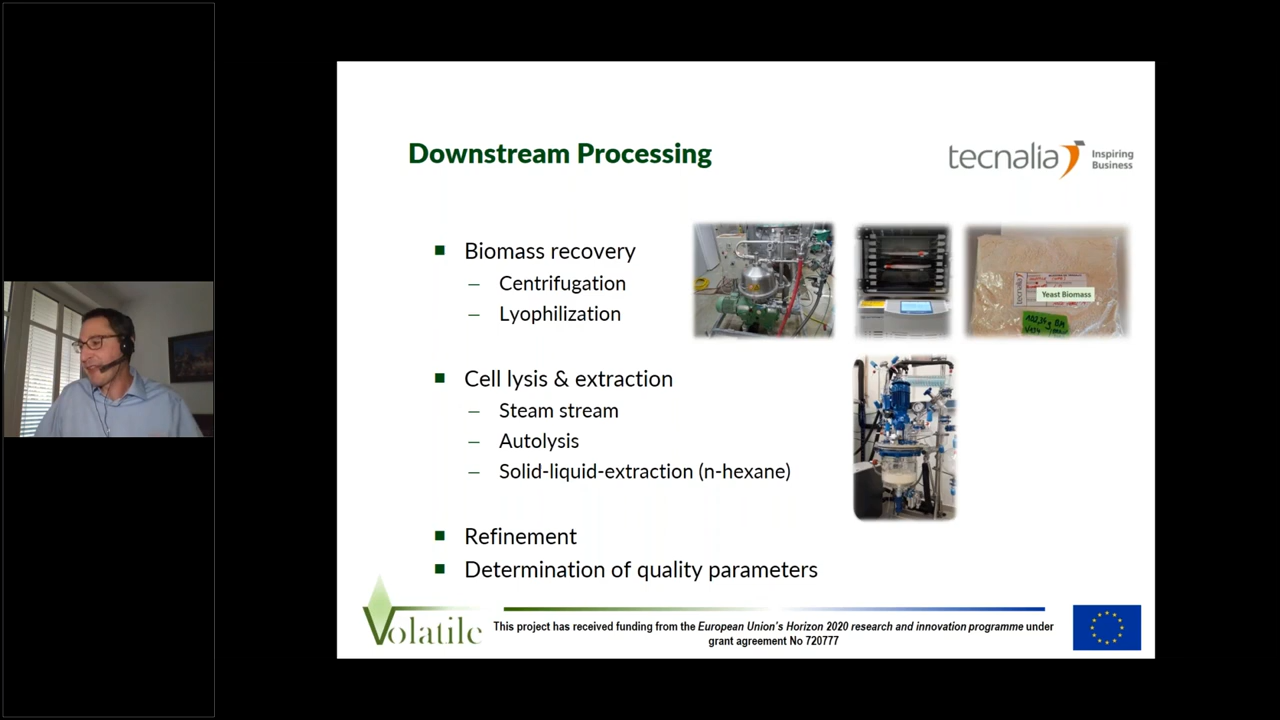 Downstream Processing
tecnalia
Inspiring
Business
■ Biomass recovery
– Centrifugation
– Lyophilization
tecnalia
Yeast Biomass
■ Cell lysis & extraction
– Steam stream
– Autolysis
– Solid-liquid-extraction (n-hexane)
■ Refinement
■ Determination of quality parameters
Volatile
This project has received funding from the European Union's Horizon 2020 research and innovation programme under
grant agreement No 720777